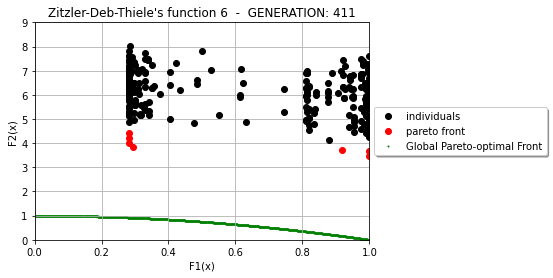 Zitzler-Deb-Thiele's function 6 - GENERATION: 411
9
8
7
6
5
4
3
2
1
0
F2(x)
0.0 0.2 0.4 0.6 0.8 1.0
F1(x)
individuals
pareto front
Global Pareto-optimal Front